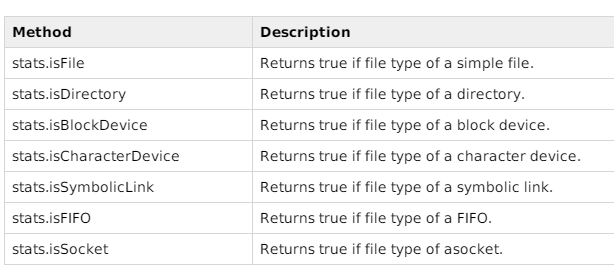 Method Description
stats.isFile Returns true if file type of a simple file.
stats.isDirectory Returns true if file type of a directory.
stats.isBlockDevice Returns true if file type of a block device.
stats.isCharacterDevice Returns true if file type of a character device.
stats.isSymbolicLink Returns true if file type of a symbolic link.
stats.isFIFO Returns true if file type of a FIFO.
stats.isSocket Returns true if file type of asocket.